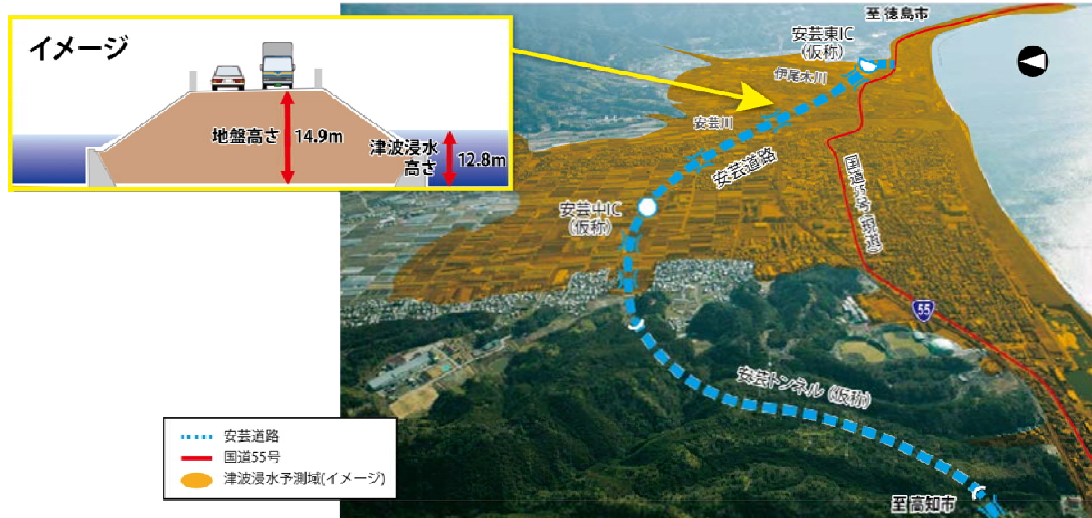 イメージ
地盤高さ 14.9m
津波浸水
高さ
12.8m
至徳島市
安芸東IC
(仮称)
伊尾木川
安芸川
安芸道路
国道55号(現道)
安芸中IC
(仮称)
55
安芸トンネル(仮称)
至高知市
安芸道路
国道55号
津波浸水予測域(イメージ)